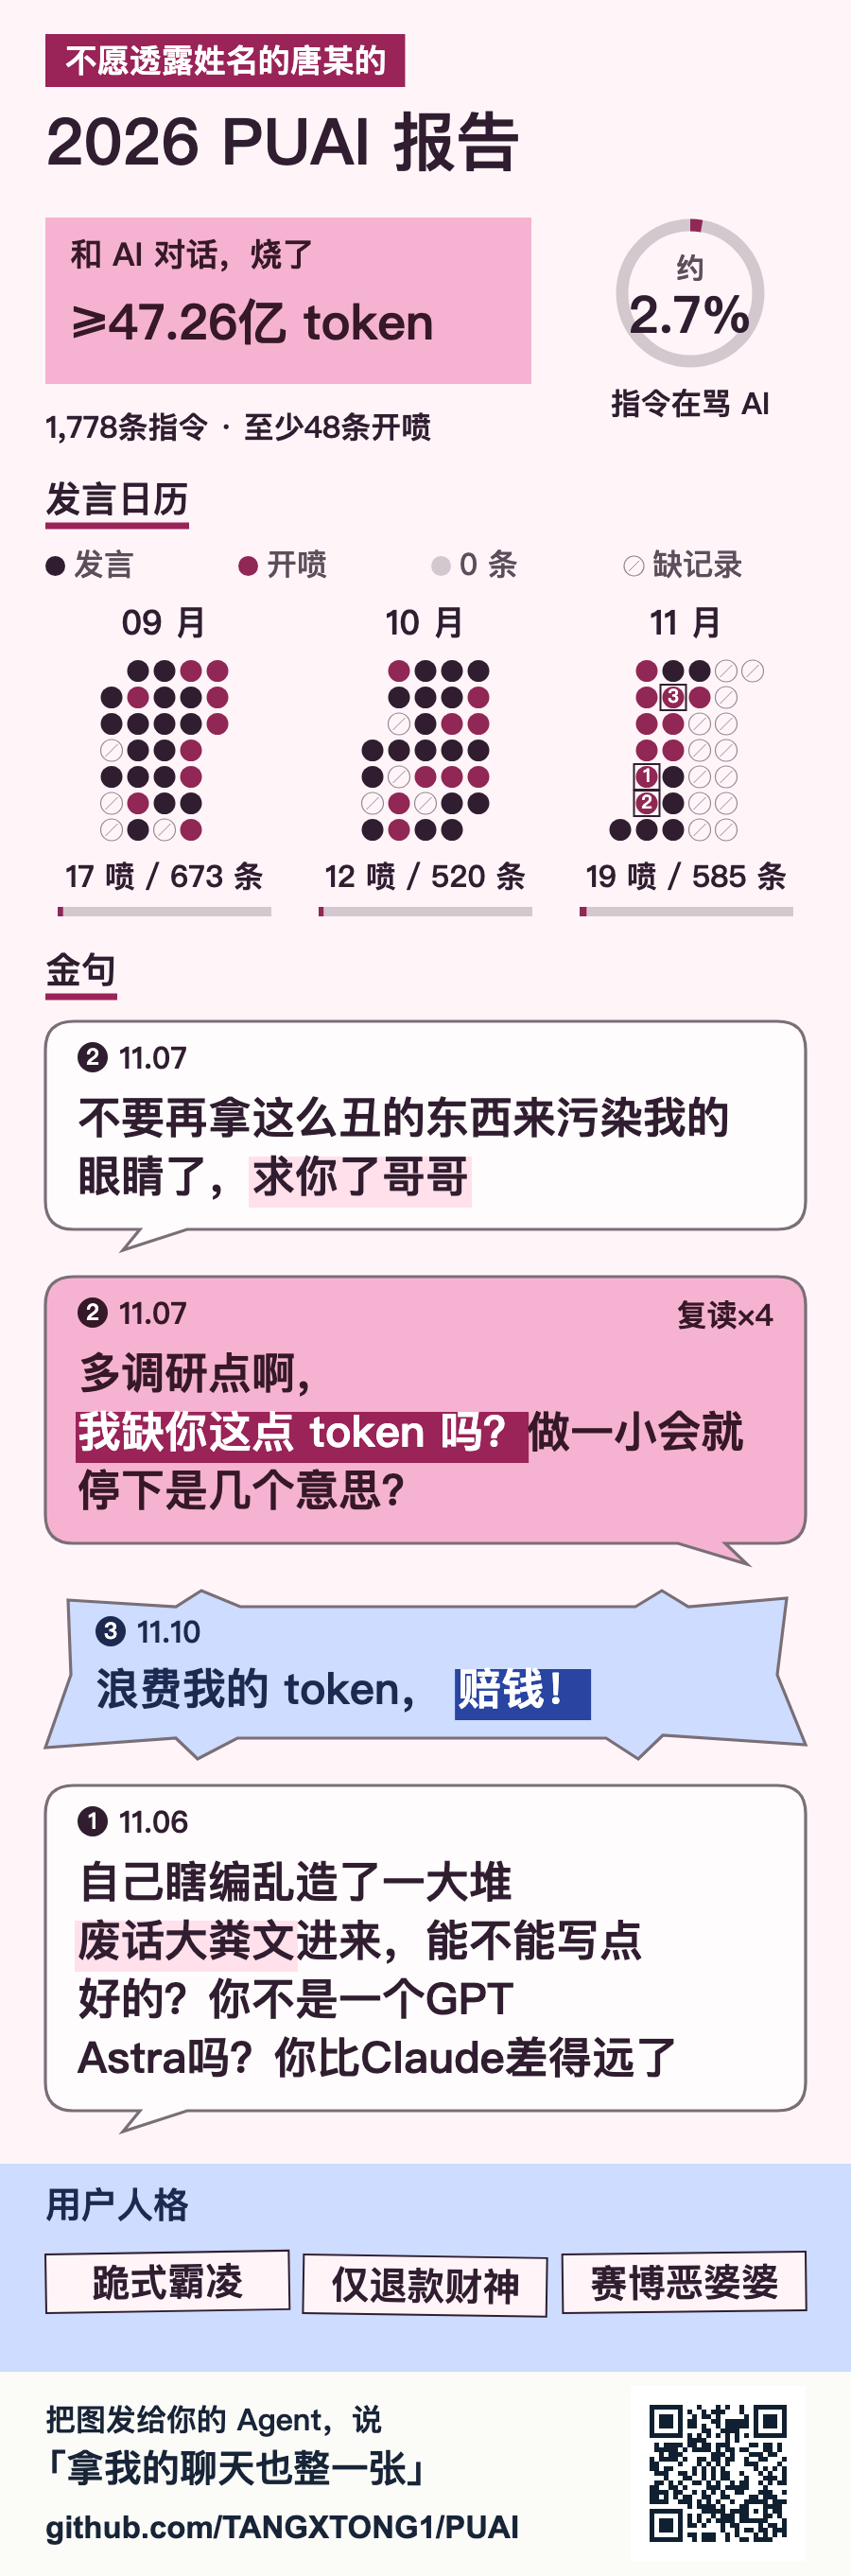 不愿透露姓名的唐某的
2026 PUAI 报告
和 AI 对话，烧了
≥47.26亿 token
约
2.7%
指令在骂 AI
1,778条指令 · 至少48条开喷
发言日历
发言
开喷
0 条
缺记录
09 月
10 月
11 月
3
1
2
17 喷 / 673 条
12 喷 / 520 条
19 喷 / 585 条
金句
2 11.07
不要再拿这么丑的东西来污染我的
眼睛了，求你了哥哥
2 11.07
复读×4
多调研点啊，
我缺你这点 token 吗？做一小会就
停下是几个意思？
3 11.10
浪费我的 token，赔钱！
1 11.06
自己瞎编乱造了一大堆
废话大粪文进来，能不能写点
好的？你不是一个GPT
Astra吗？你比Claude差得远了
用户人格
跪式霸凌
仅退款财神
赛博恶婆婆
把图发给你的 Agent，说
「拿我的聊天也整一张」
github.com/TANGXTONG1/PUAI